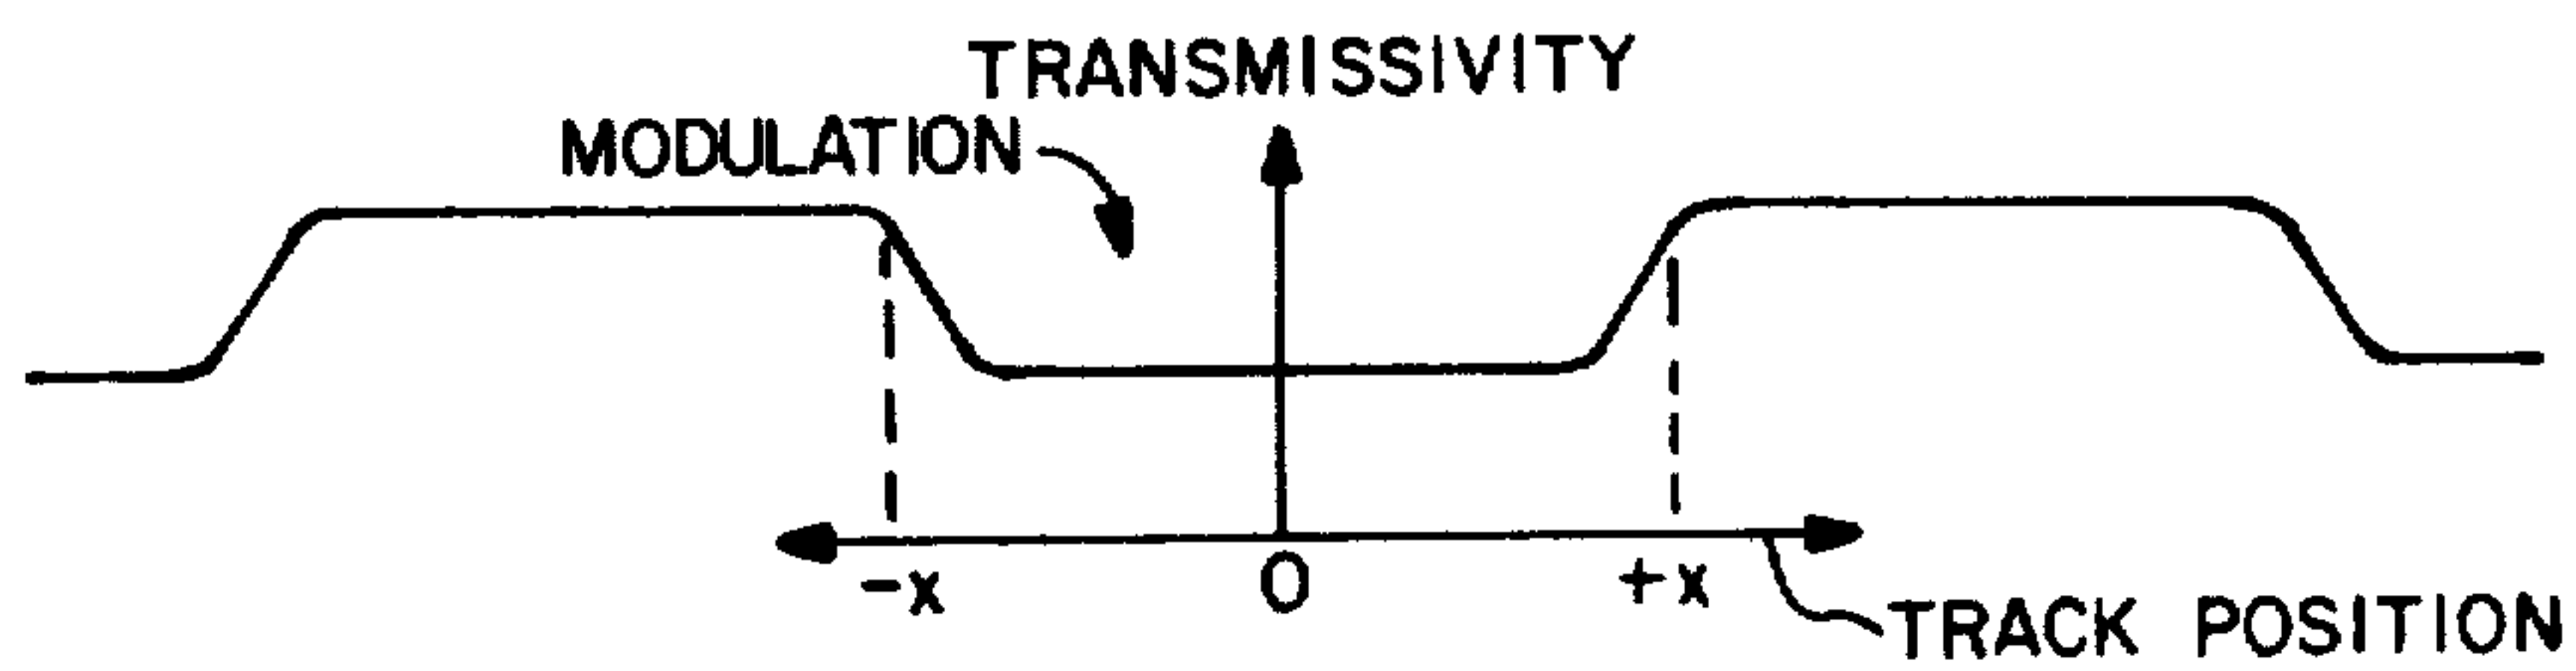 TRANSMISSIVITY
MODULATION
-x
0
+x
TRACK POSITION